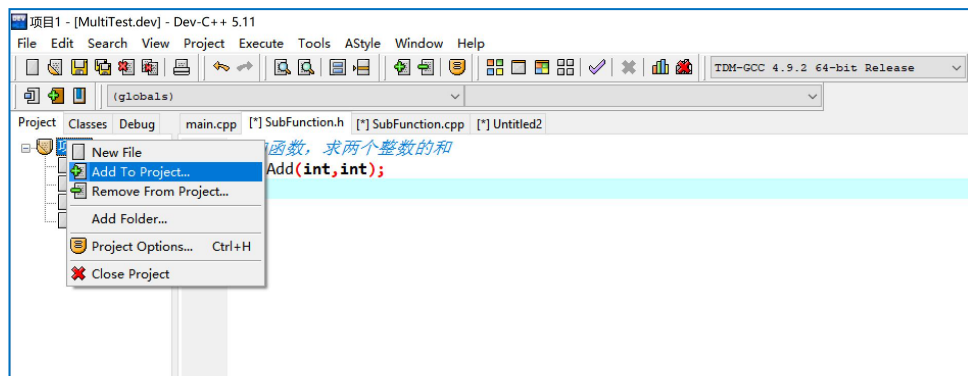 项目1 - [MultiTest.dev] - Dev-C++ 5.11
File Edit Search View Project Execute Tools AStyle Window Help
TDM-GCC 4.9.2 64-bit Release
(globals)
Project Classes Debug main.cpp [*] SubFunction.h [*] SubFunction.cpp [*] Untitled2
函数，求两个整数的和
New File
Add To Project...
Add(int,int);
Remove From Project...
Add Folder...
Project Options... Ctrl+H
Close Project